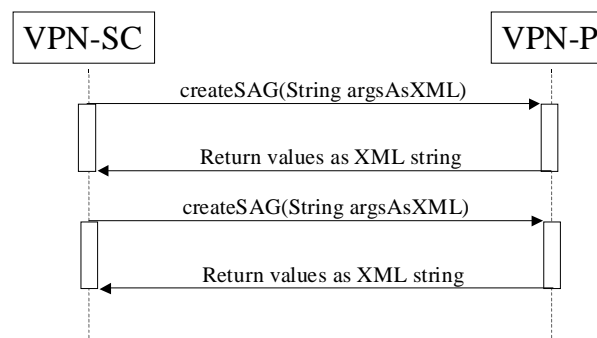 VPN-SC
VPN-P
createSAG(String argsAsXML)
Return values as XML string
createSAG(String argsAsXML)
Return values as XML string